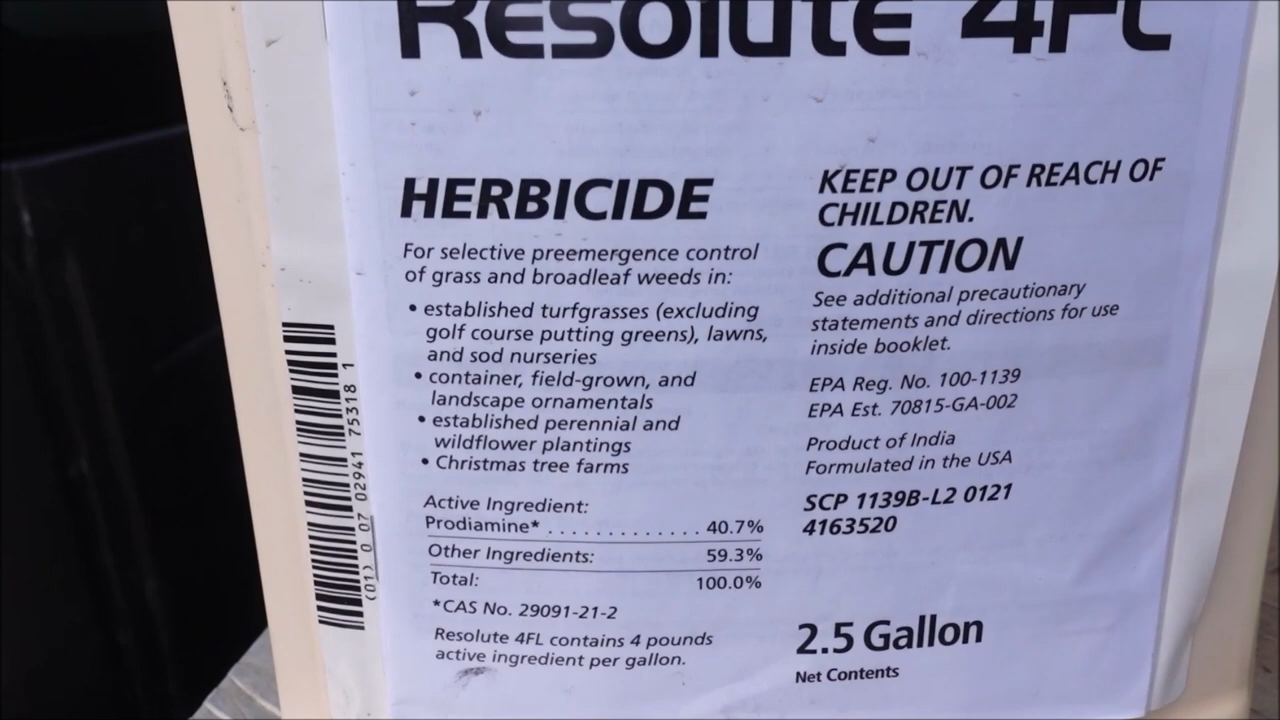 Resolute 4FL
HERBICIDE
For selective preemergence control
of grass and broadleaf weeds in:
• established turfgrasses (excluding
golf course putting greens), lawns,
and sod nurseries
• container, field-grown, and
landscape ornamentals
• established perennial and
wildflower plantings
• Christmas tree farms
Active Ingredient:
Prodiamine* . . . . . . . . . . . . . 40.7%
Other Ingredients: 59.3%
Total: 100.0%
*CAS No. 29091-21-2
Resolute 4FL contains 4 pounds
active ingredient per gallon.
KEEP OUT OF REACH OF
CHILDREN.
CAUTION
See additional precautionary
statements and directions for use
inside booklet.
EPA Reg. No. 100-1139
EPA Est. 70815-GA-002
Product of India
Formulated in the USA
SCP 1139B-L2 0121
4163520
2.5 Gallon
Net Contents
(01) 0 07 02941 75318 1